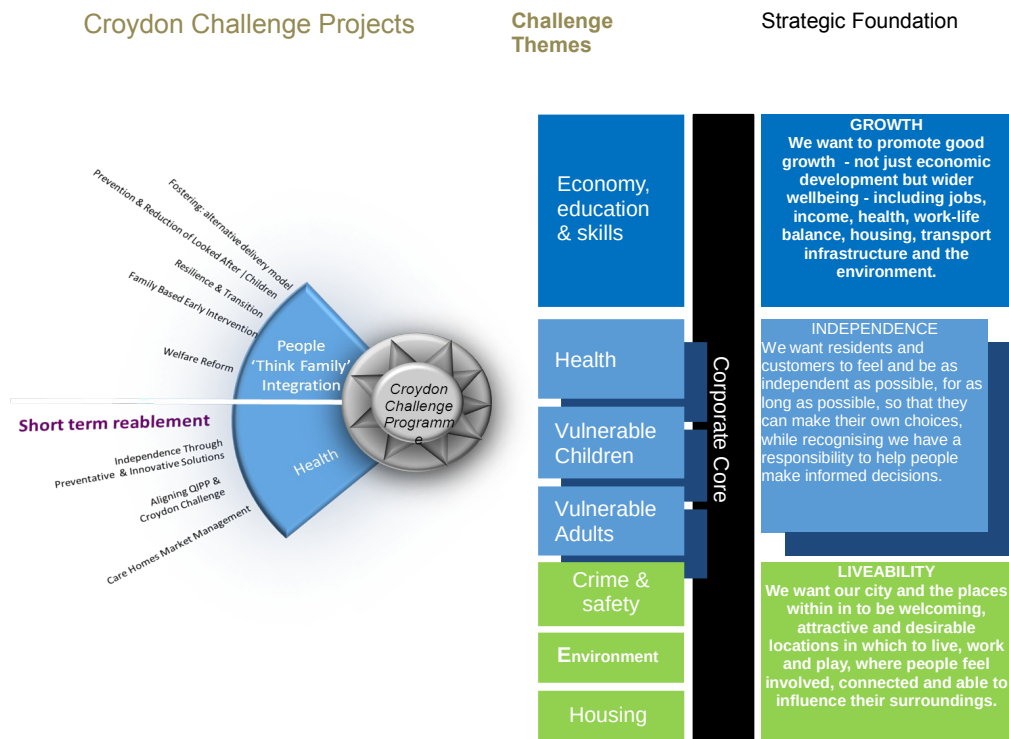 Croydon Challenge Projects
Challenge
Themes
Strategic Foundation
Fostering: alternative delivery model
Prevention & Reduction of Looked After |Children
Resilience & Transition
Family Based Early Intervention
Welfare Reform
People
'Think Family'
Integration
Short term reablement
Independence Through
Preventative & Innovative Solutions
Aligning QIPP &
Croydon Challenge
Care Homes Market Management
Health
Croydon
Challenge
Programm
e
Economy,
education
& skills
Health
Vulnerable
Children
Vulnerable
Adults
Crime &
safety
Environment
Housing
Corporate Core
GROWTH
We want to promote good
growth - not just economic
development but wider
wellbeing - including jobs,
income, health, work-life
balance, housing, transport
infrastructure and the
environment.
INDEPENDENCE
We want residents and
customers to feel and be as
independent as possible, for as
long as possible, so that they
can make their own choices,
while recognising we have a
responsibility to help people
make informed decisions.
LIVEABILITY
We want our city and the places
within in to be welcoming,
attractive and desirable
locations in which to live, work
and play, where people feel
involved, connected and able to
influence their surroundings.